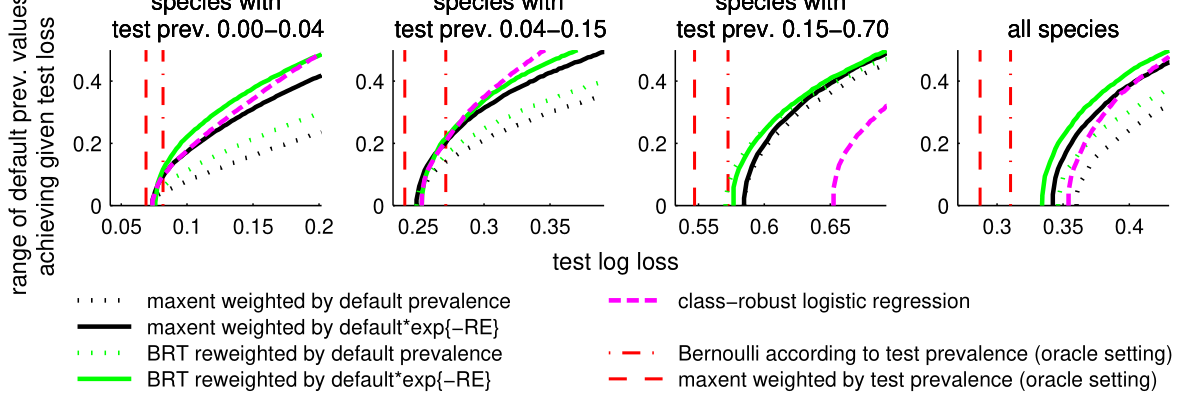 species with species with species with
test prev. 0.00−0.04 test prev. 0.04−0.15 test prev. 0.15−0.70 all species
range of default prev. values
achieving given test loss
0.4 0.4 0.4 0.4
0.2 0.2 0.2 0.2
0 0 0 0
0.05 0.1 0.15 0.2 0.25 0.3 0.35 0.55 0.6 0.65 0.3 0.35 0.4
test log loss
maxent weighted by default prevalence
maxent weighted by default*exp{−RE}
BRT reweighted by default prevalence
BRT reweighted by default*exp{−RE}
class−robust logistic regression
Bernoulli according to test prevalence (oracle setting)
maxent weighted by test prevalence (oracle setting)